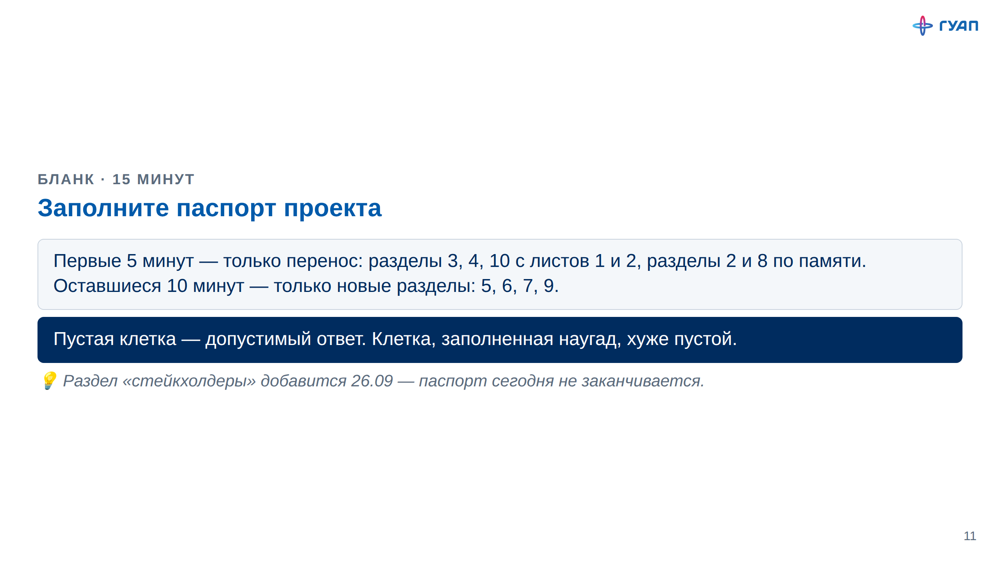 ГУАП
БЛАНК · 15 МИНУТ
Заполните паспорт проекта
Первые 5 минут — только перенос: разделы 3, 4, 10 с листов 1 и 2, разделы 2 и 8 по памяти.
Оставшиеся 10 минут — только новые разделы: 5, 6, 7, 9.
Пустая клетка — допустимый ответ. Клетка, заполненная наугад, хуже пустой.
💡 Раздел «стейкхолдеры» добавится 26.09 — паспорт сегодня не заканчивается.
11